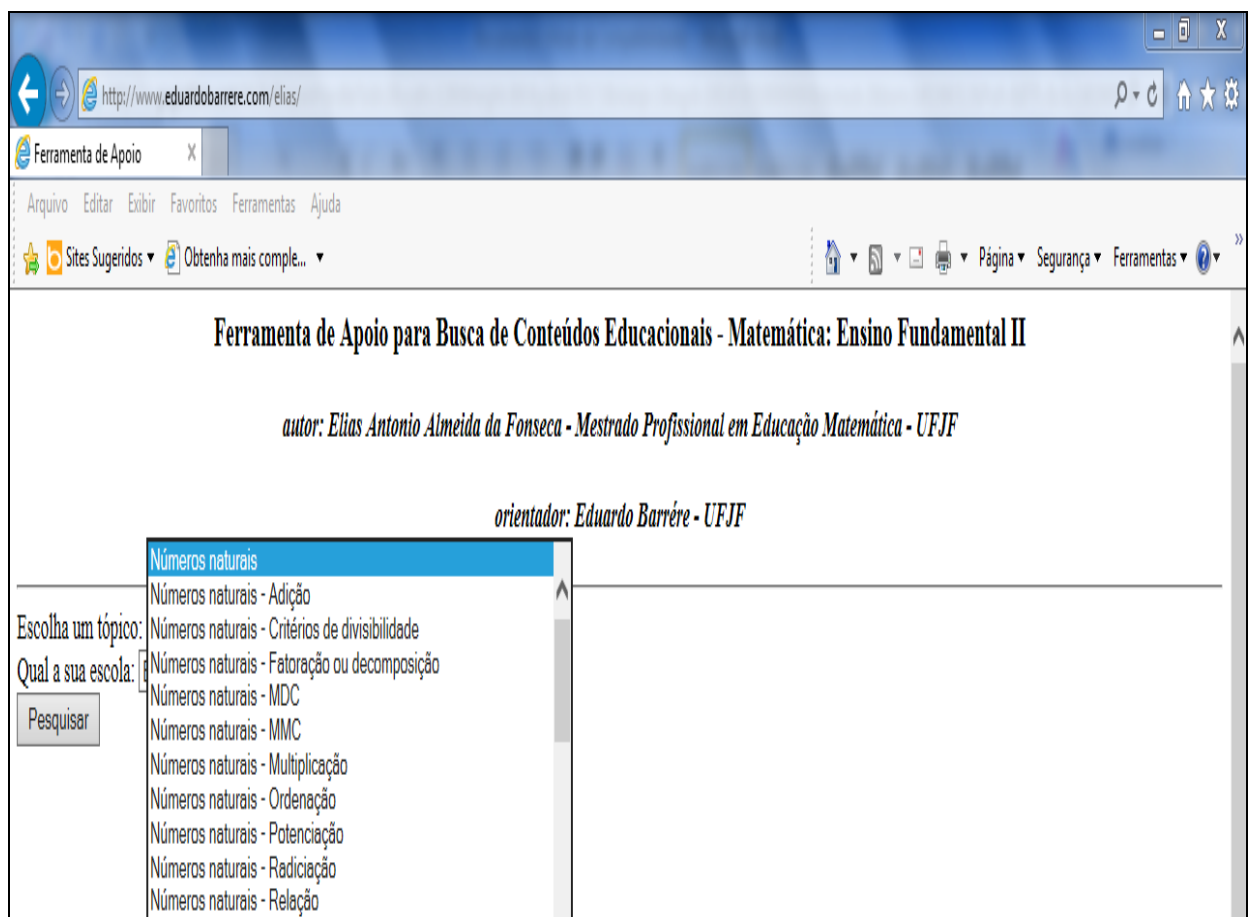 http://www.eduardobarrere.com/elias/
Ferramenta de Apoio
Arquivo Editar Exibir Favoritos Ferramentas Ajuda
Sites Sugeridos Obtenha mais comple... Página Segurança Ferramentas
Ferramenta de Apoio para Busca de Conteúdos Educacionais - Matemática: Ensino Fundamental II
autor: Elias Antonio Almeida da Fonseca - Mestrado Profissional em Educação Matemática - UFJF
orientador: Eduardo Barrére - UFJF
Números naturais
Números naturais - Adição
Escolha um tópico: Números naturais - Critérios de divisibilidade
Qual a sua escola: Números naturais - Fatoração ou decomposição
Números naturais - MDC
Pesquisar
Números naturais - MMC
Números naturais - Multiplicação
Números naturais - Ordenação
Números naturais - Potenciação
Números naturais - Radiciação
Números naturais - Relação